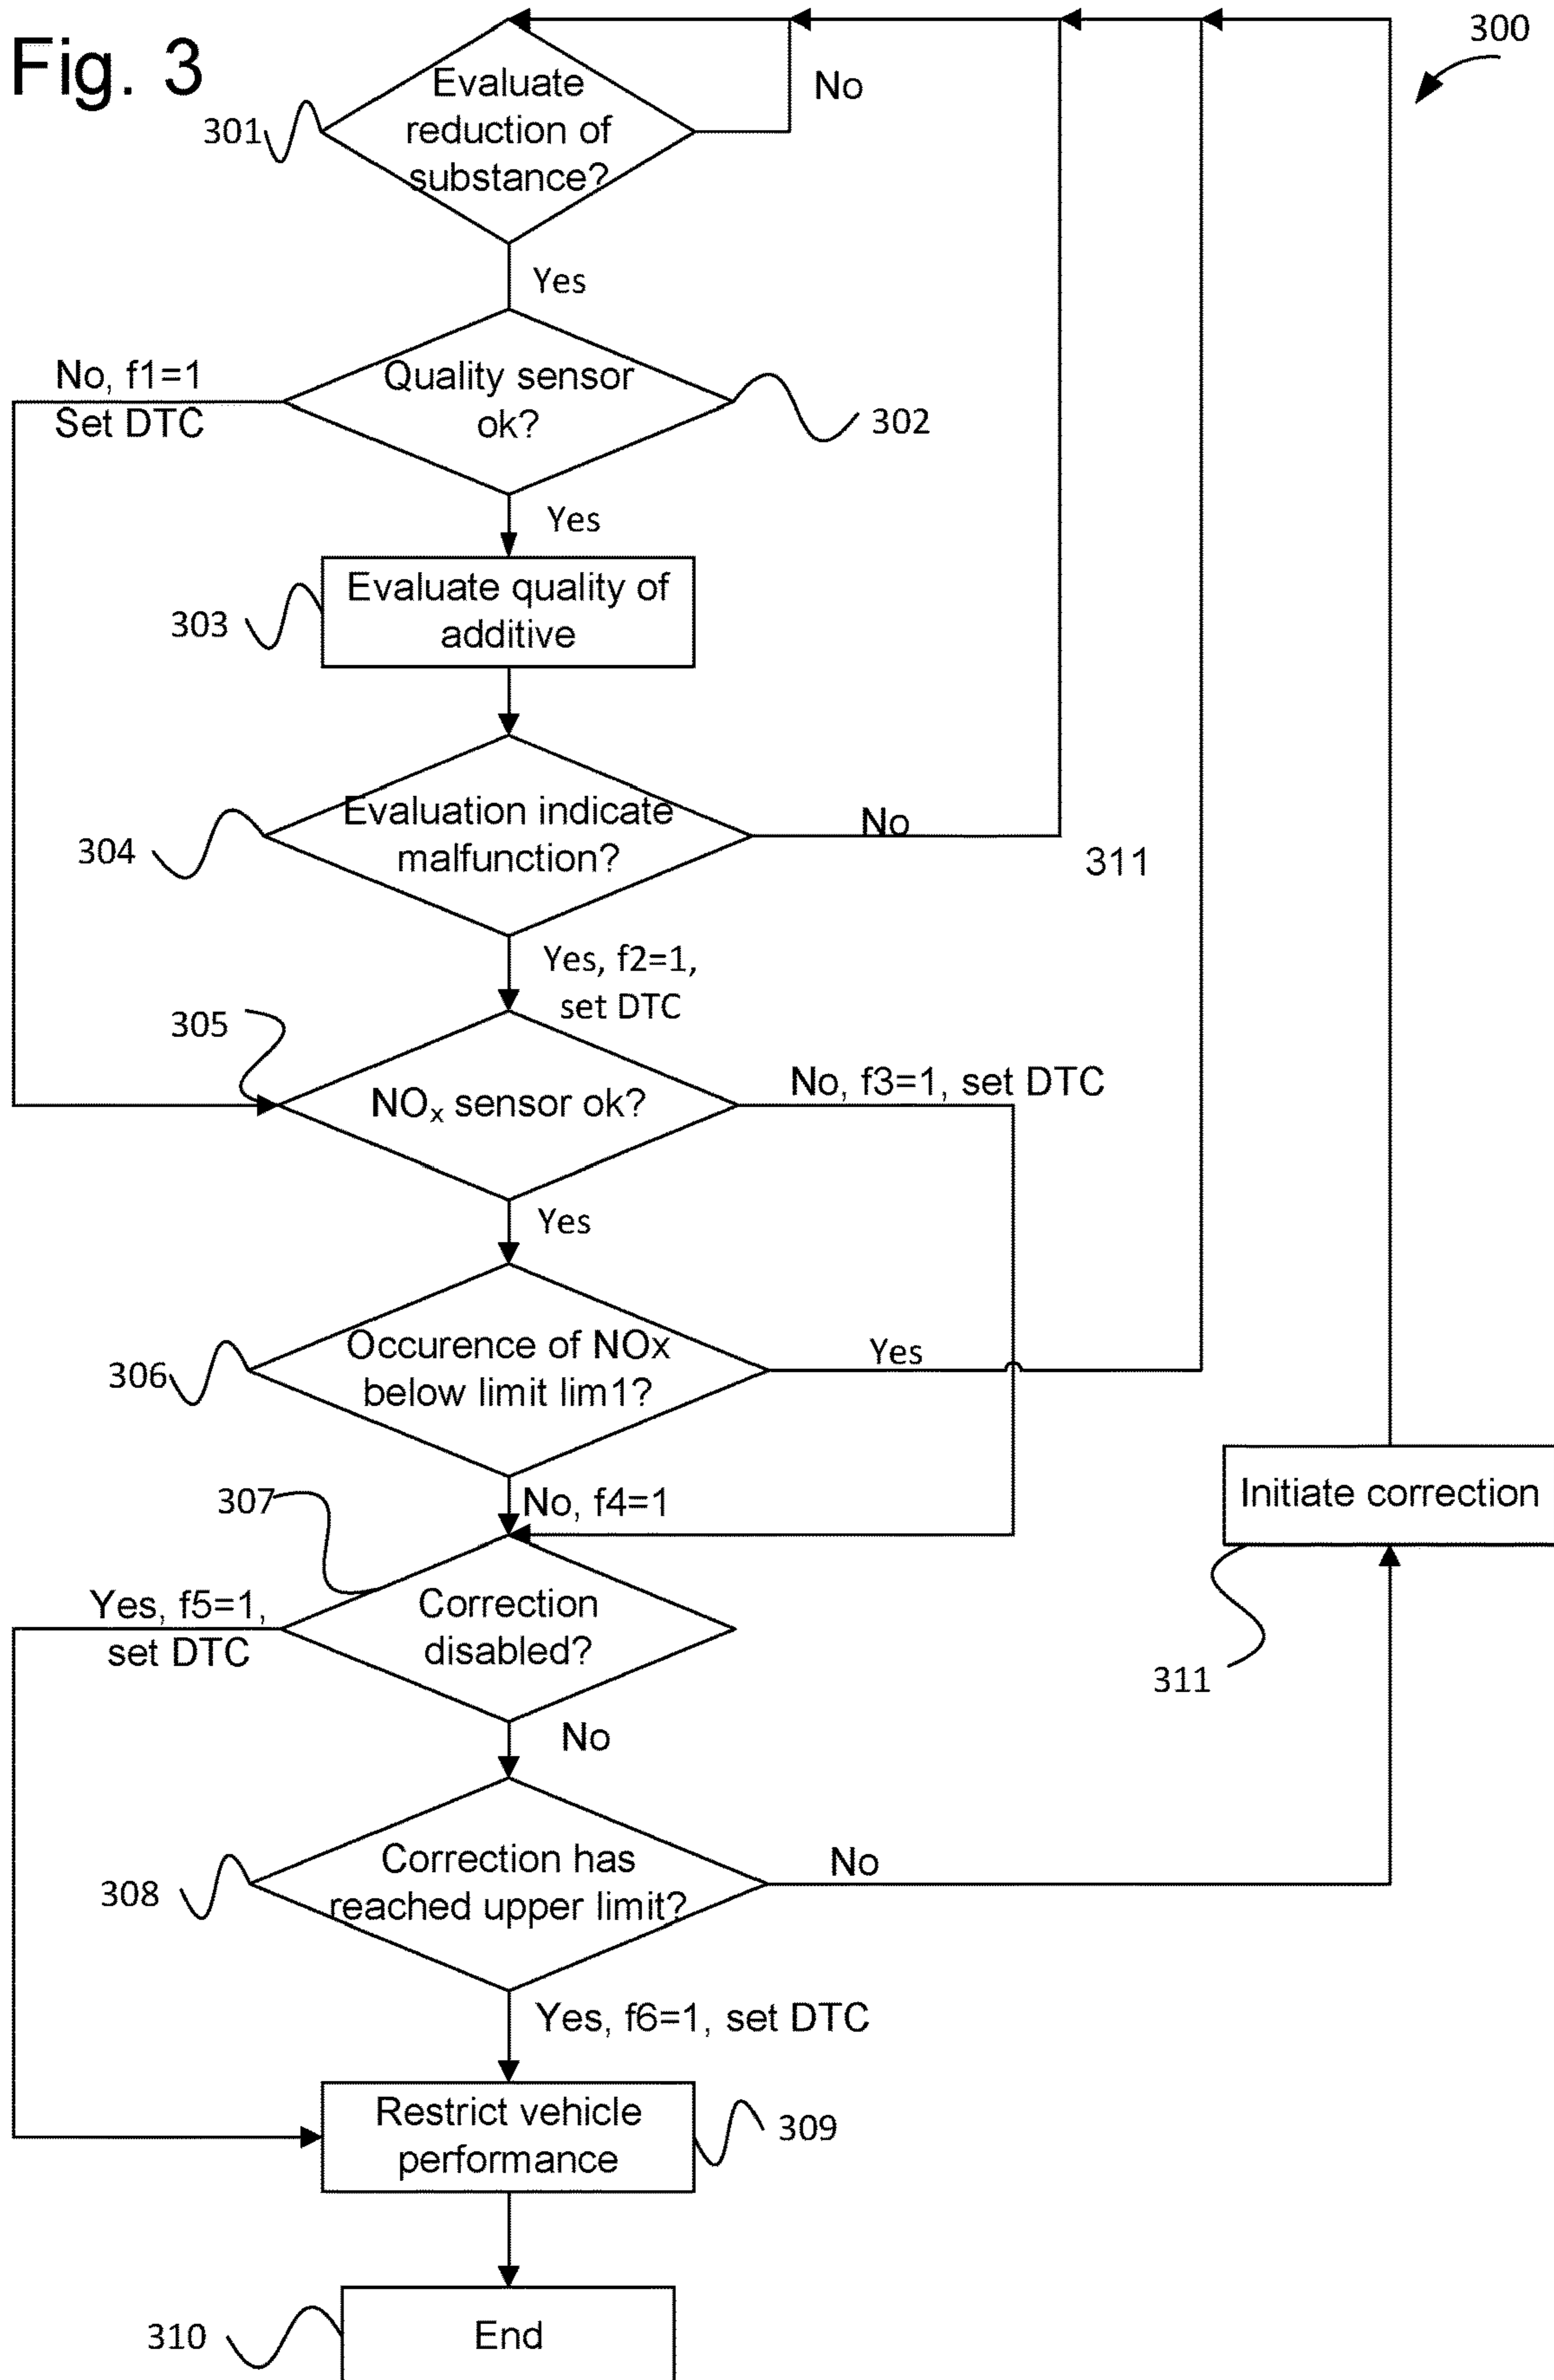 Fig. 3
300
Evaluate
reduction of
substance?
301
No
Yes
No, f1=1
Set DTC
Quality sensor
ok?
302
Yes
Evaluate quality of
additive
303
Evaluation indicate
malfunction?
304
No
311
Yes, f2=1,
set DTC
305
NOx sensor ok?
No, f3=1, set DTC
Yes
Occurence of NOx
below limit lim1?
306
Yes
No, f4=1
307
Initiate correction
311
Yes, f5=1,
set DTC
Correction
disabled?
No
Correction has
reached upper limit?
308
No
Yes, f6=1, set DTC
Restrict vehicle
performance
309
End
310